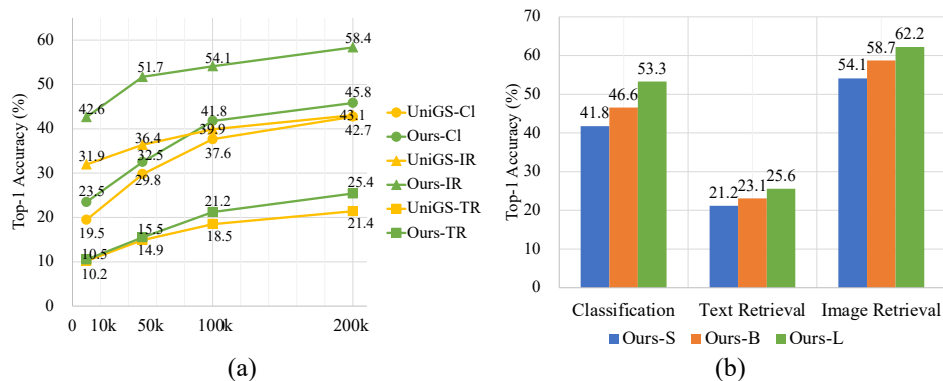 (a)
Top-1 Accuracy (%)
60
50
40
30
20
10
0
58.4
54.1
51.7
42.6
45.8
41.8
43.1
42.7
39.9
36.4
37.6
31.9
32.5
29.8
23.5
19.5
25.4
21.2
21.4
18.5
15.5
14.9
10.5
10.2
0 10k 50k 100k 200k
UniGS-Cl
Ours-Cl
UniGS-IR
Ours-IR
UniGS-TR
Ours-TR
(a)
(b)
Top-1 Accuracy (%)
70
60
50
40
30
20
10
0
41.8 46.6 53.3
21.2 23.1 25.6
54.1 58.7 62.2
Classification Text Retrieval Image Retrieval
Ours-S Ours-B Ours-L
(b)